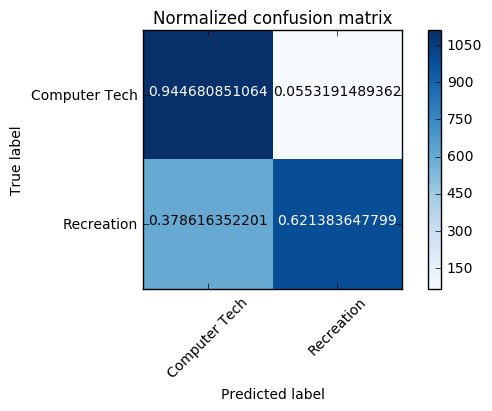 Normalized confusion matrix
Computer Tech
0.944680851064
0.0553191489362
Recreation
0.378616352201
0.621383647799
True label
Computer Tech
Recreation
Predicted label
1050
900
750
600
450
300
150